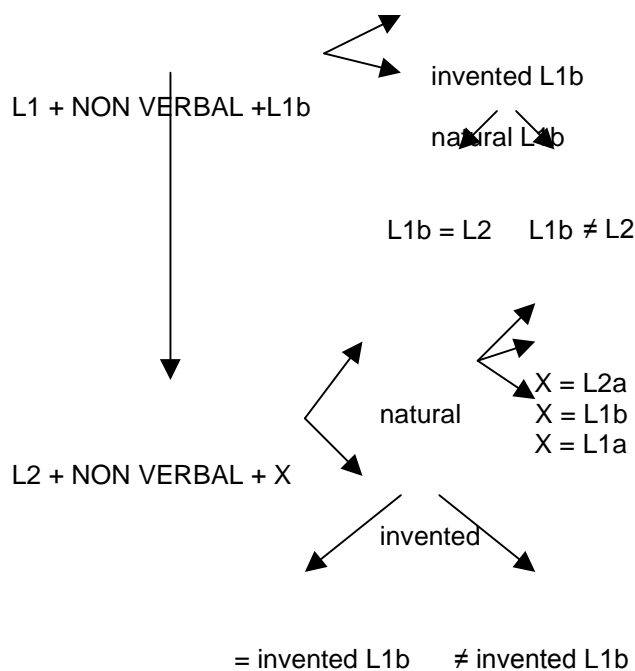 invented L1b
L1 + NON VERBAL +L1b
natural L1b
L1b = L2 L1b ≠ L2
X = L2a
natural
X = L1b
X = L1a
L2 + NON VERBAL + X
invented
= invented L1b ≠ invented L1b